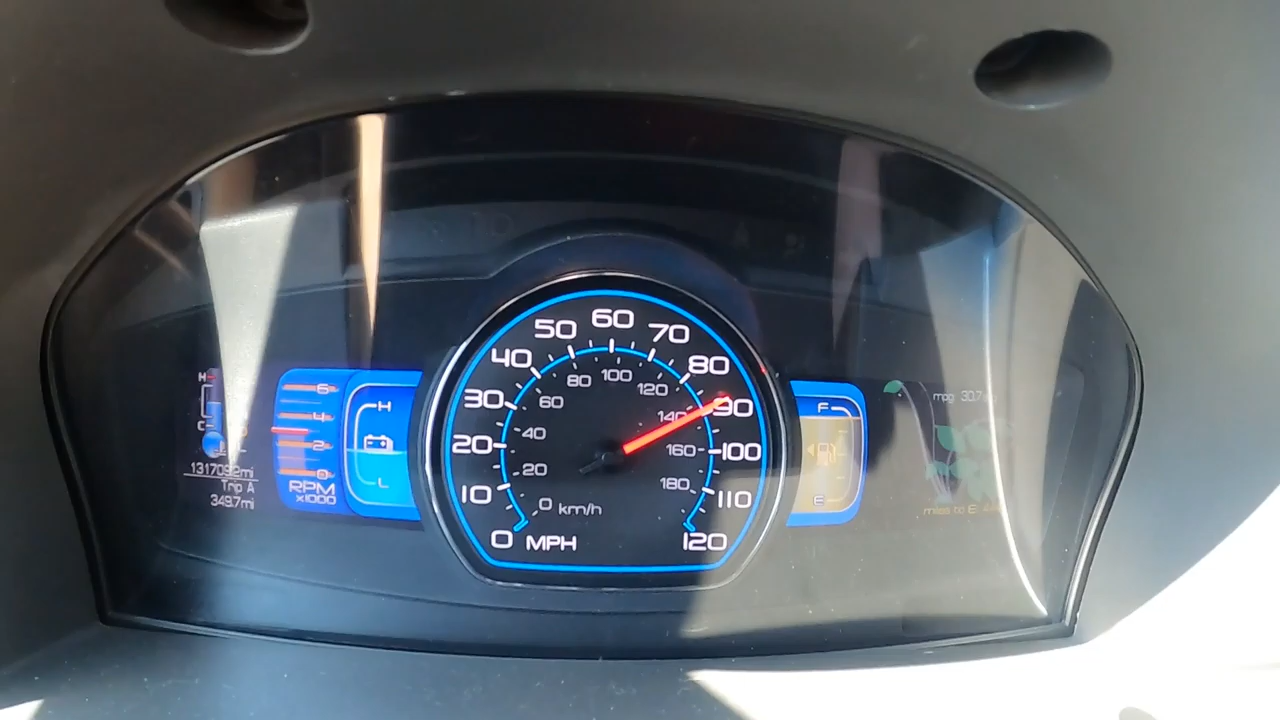 H
C
131709.2mi
Trip A
349.7mi
6
4
2
0
RPM
x1000
H
L
0 10 20 30 40 50 60 70 80 90 100 110 120
MPH
0 20 40 60 80 100 120 140 160 180
km/h
F
E
mpg 30.7
miles to E